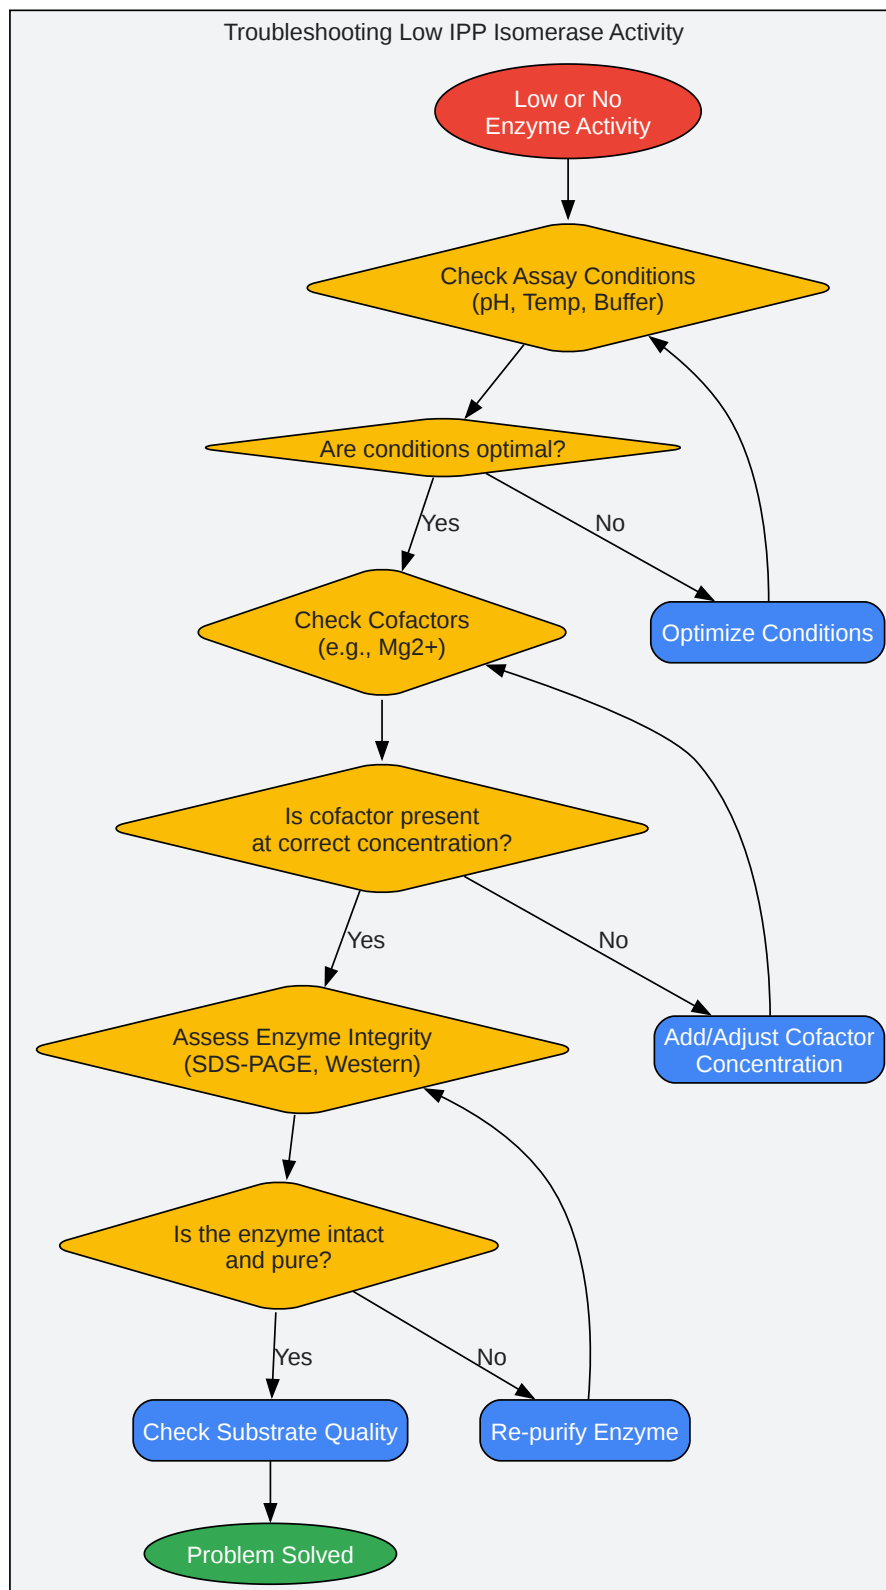 Troubleshooting Low IPP Isomerase Activity
Low or No
Enzyme Activity
Check Assay Conditions
(pH, Temp, Buffer)
Are conditions optimal?
Yes
No
Check Cofactors
(e.g., Mg2+)
Optimize Conditions
Is cofactor present
at correct concentration?
Yes
No
Assess Enzyme Integrity
(SDS-PAGE, Western)
Add/Adjust Cofactor
Concentration
Is the enzyme intact
and pure?
Yes
No
Check Substrate Quality
Re-purify Enzyme
Problem Solved